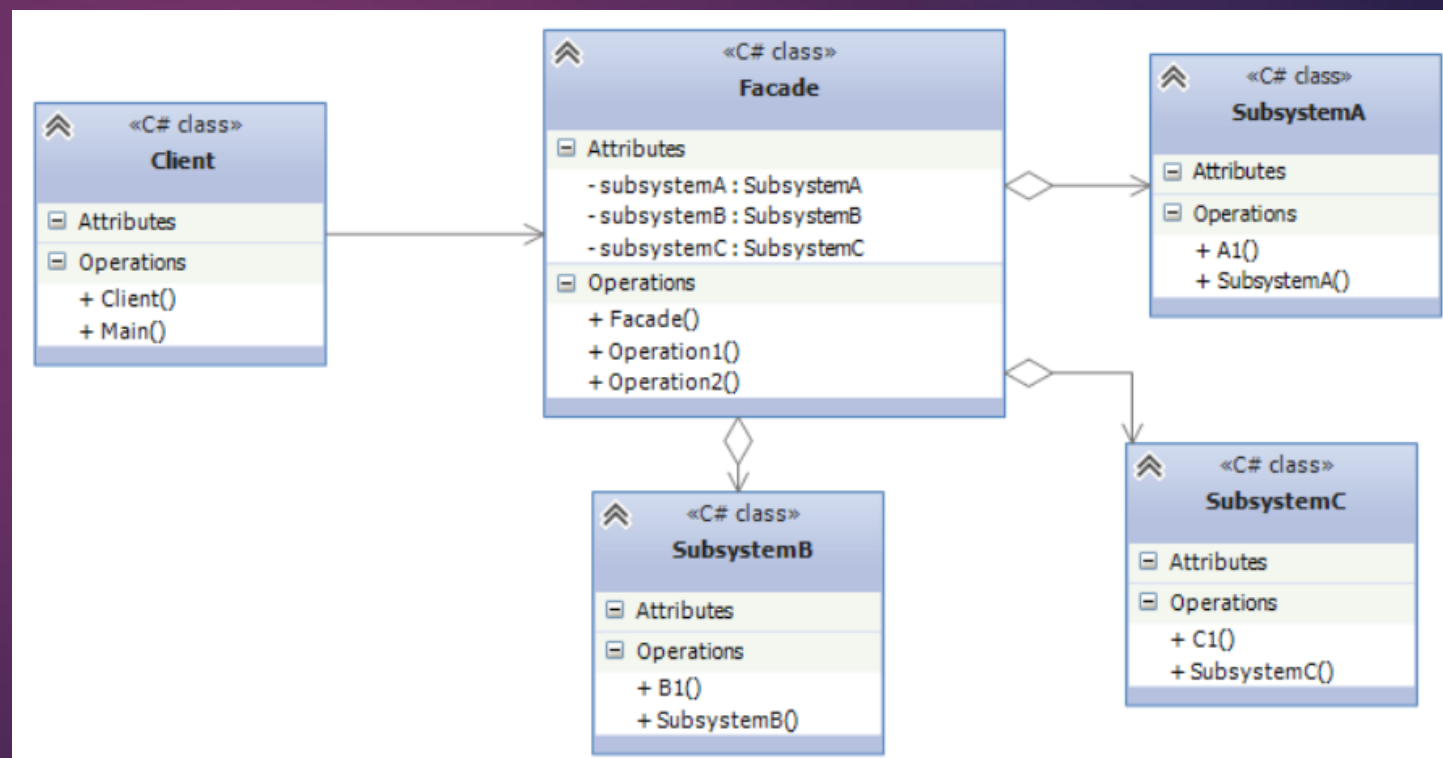 «C# class»
Client
Attributes
Operations
+ Client()
+ Main()
«C# class»
Facade
Attributes
- subsystemA : SubsystemA
- subsystemB : SubsystemB
- subsystemC : SubsystemC
Operations
+ Facade()
+ Operation1()
+ Operation2()
«C# class»
SubsystemA
Attributes
Operations
+ A1()
+ SubsystemA()
«C# class»
SubsystemB
Attributes
Operations
+ B1()
+ SubsystemB()
«C# class»
SubsystemC
Attributes
Operations
+ C1()
+ SubsystemC()